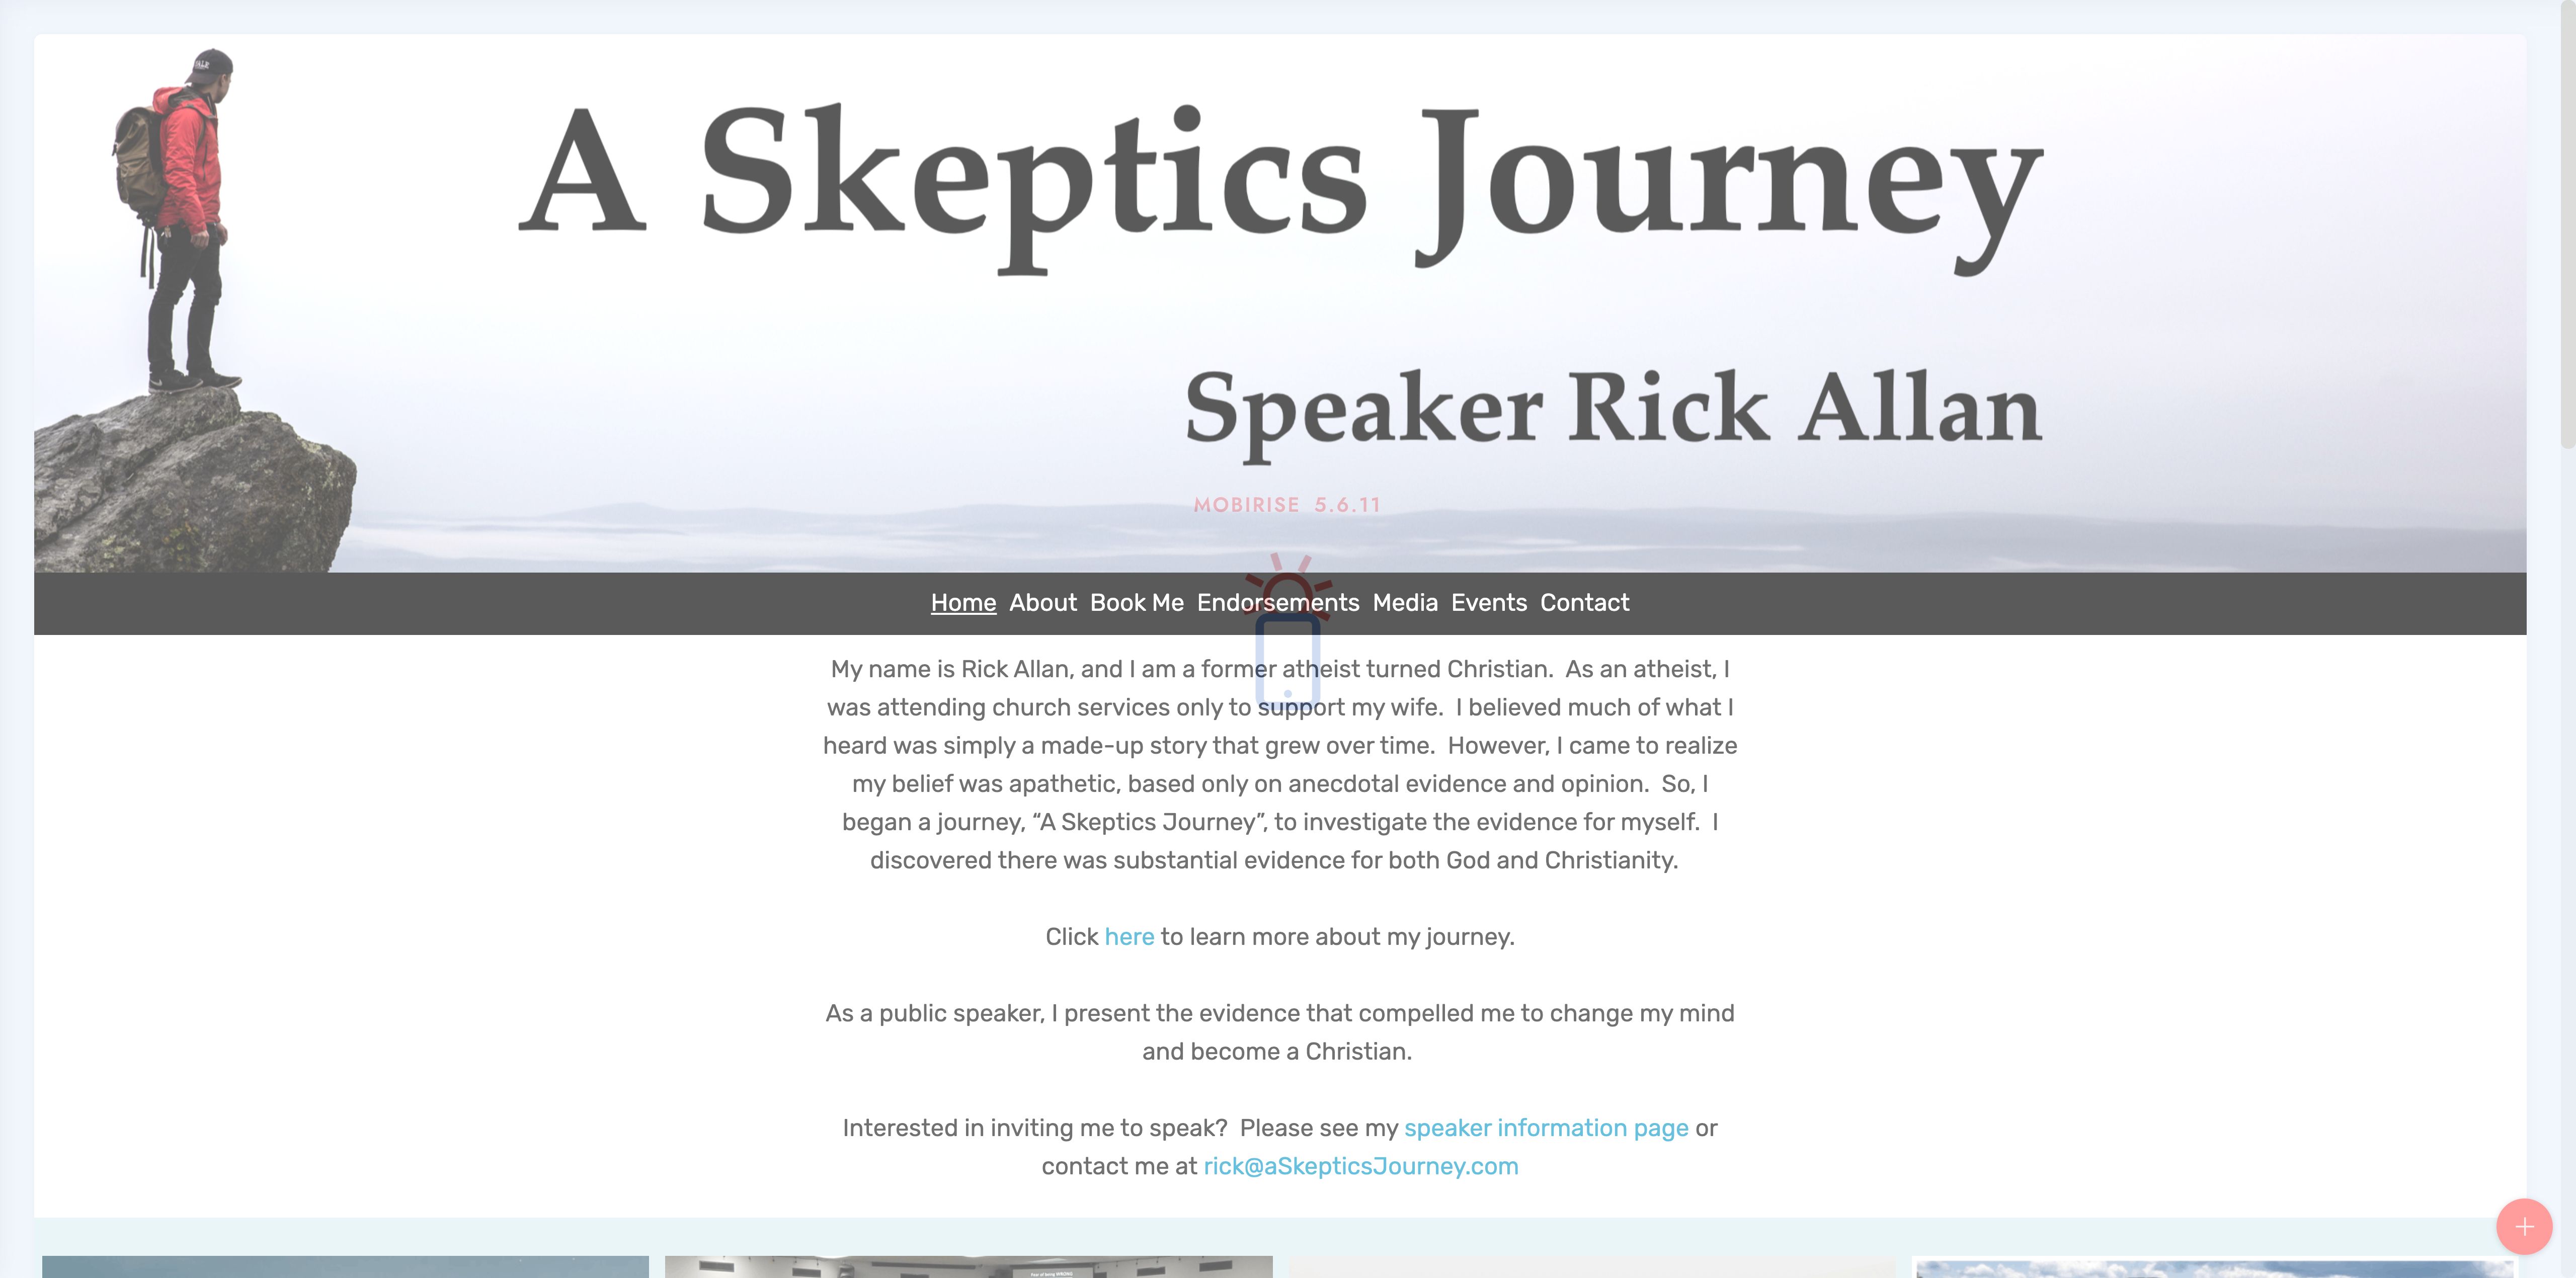 A Skeptics Journey
Speaker Rick Allan
MOBIRISE 5.6.11
Home About Book Me Endorsements Media Events Contact
My name is Rick Allan, and I am a former atheist turned Christian. As an atheist, I
was attending church services only to support my wife. I believed much of what I
heard was simply a made-up story that grew over time. However, I came to realize
my belief was apathetic, based only on anecdotal evidence and opinion. So, I
began a journey, “A Skeptics Journey”, to investigate the evidence for myself. I
discovered there was substantial evidence for both God and Christianity.
Click here to learn more about my journey.
As a public speaker, I present the evidence that compelled me to change my mind
and become a Christian.
Interested in inviting me to speak? Please see my speaker information page or
contact me at rick@aSkepticsJourney.com